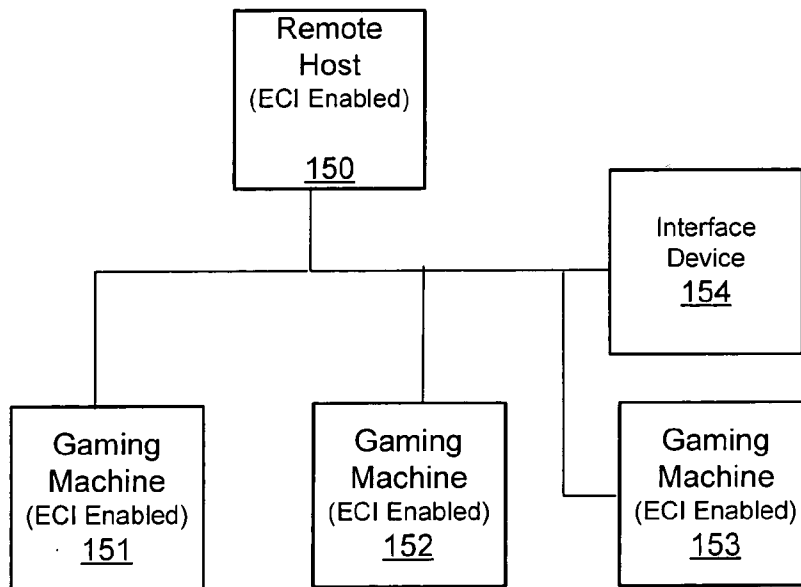 Remote
Host
(ECI Enabled)
150
Interface
Device
154
Gaming
Machine
(ECI Enabled)
151
Gaming
Machine
(ECI Enabled)
152
Gaming
Machine
(ECI Enabled)
153